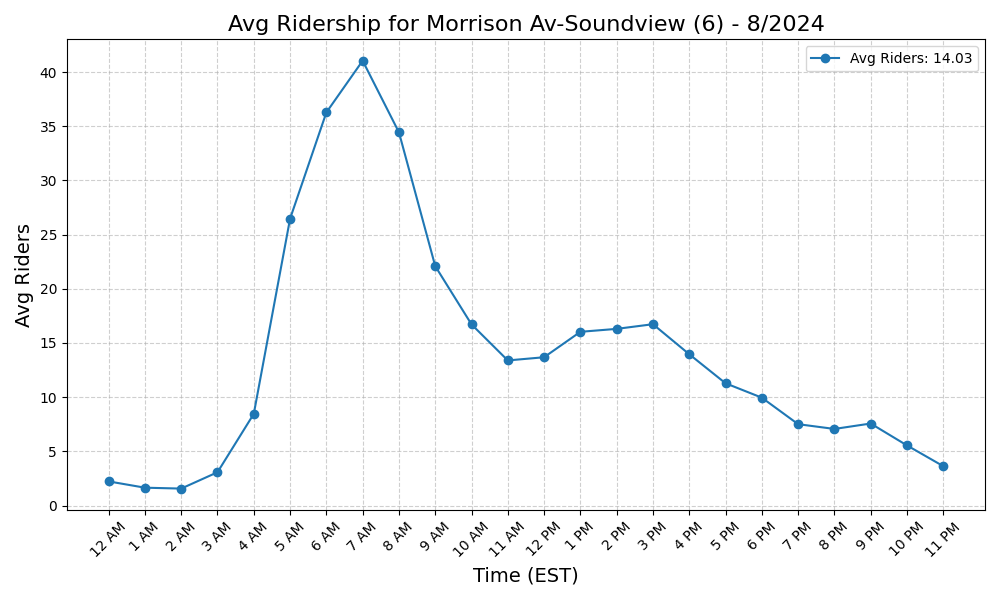 Avg Ridership for Morrison Av-Soundview (6) - 8/2024
Avg Riders: 14.03
Avg Riders
40
35
30
25
20
15
10
5
0
12 AM
1 AM
2 AM
3 AM
4 AM
5 AM
6 AM
7 AM
8 AM
9 AM
10 AM
11 AM
12 PM
1 PM
2 PM
3 PM
4 PM
5 PM
6 PM
7 PM
8 PM
9 PM
10 PM
11 PM
Time (EST)